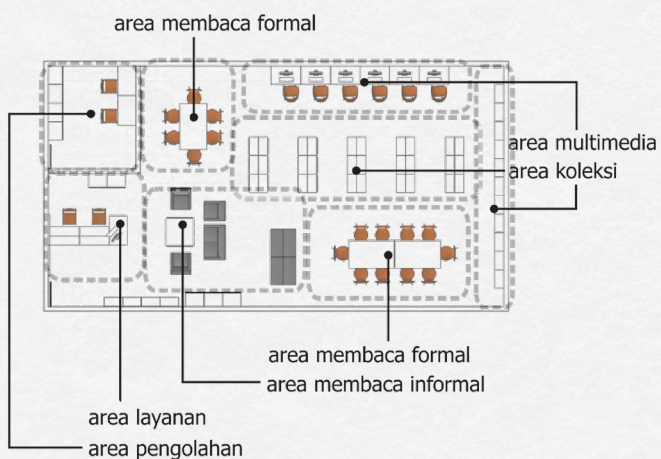 area membaca formal
area multimedia
area koleksi
area membaca formal
area membaca informal
area layanan
area pengolahan